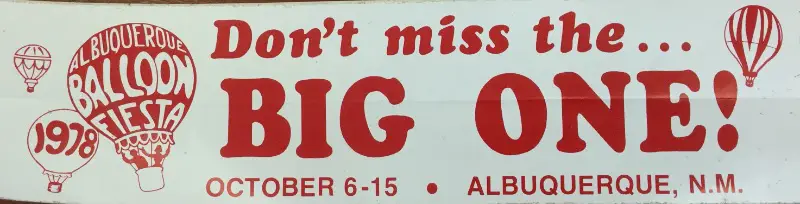 ALBUQUERQUE
BALLOON
FIESTA
1978
Don't miss the...
BIG ONE!
OCTOBER 6-15 • ALBUQUERQUE, N.M.